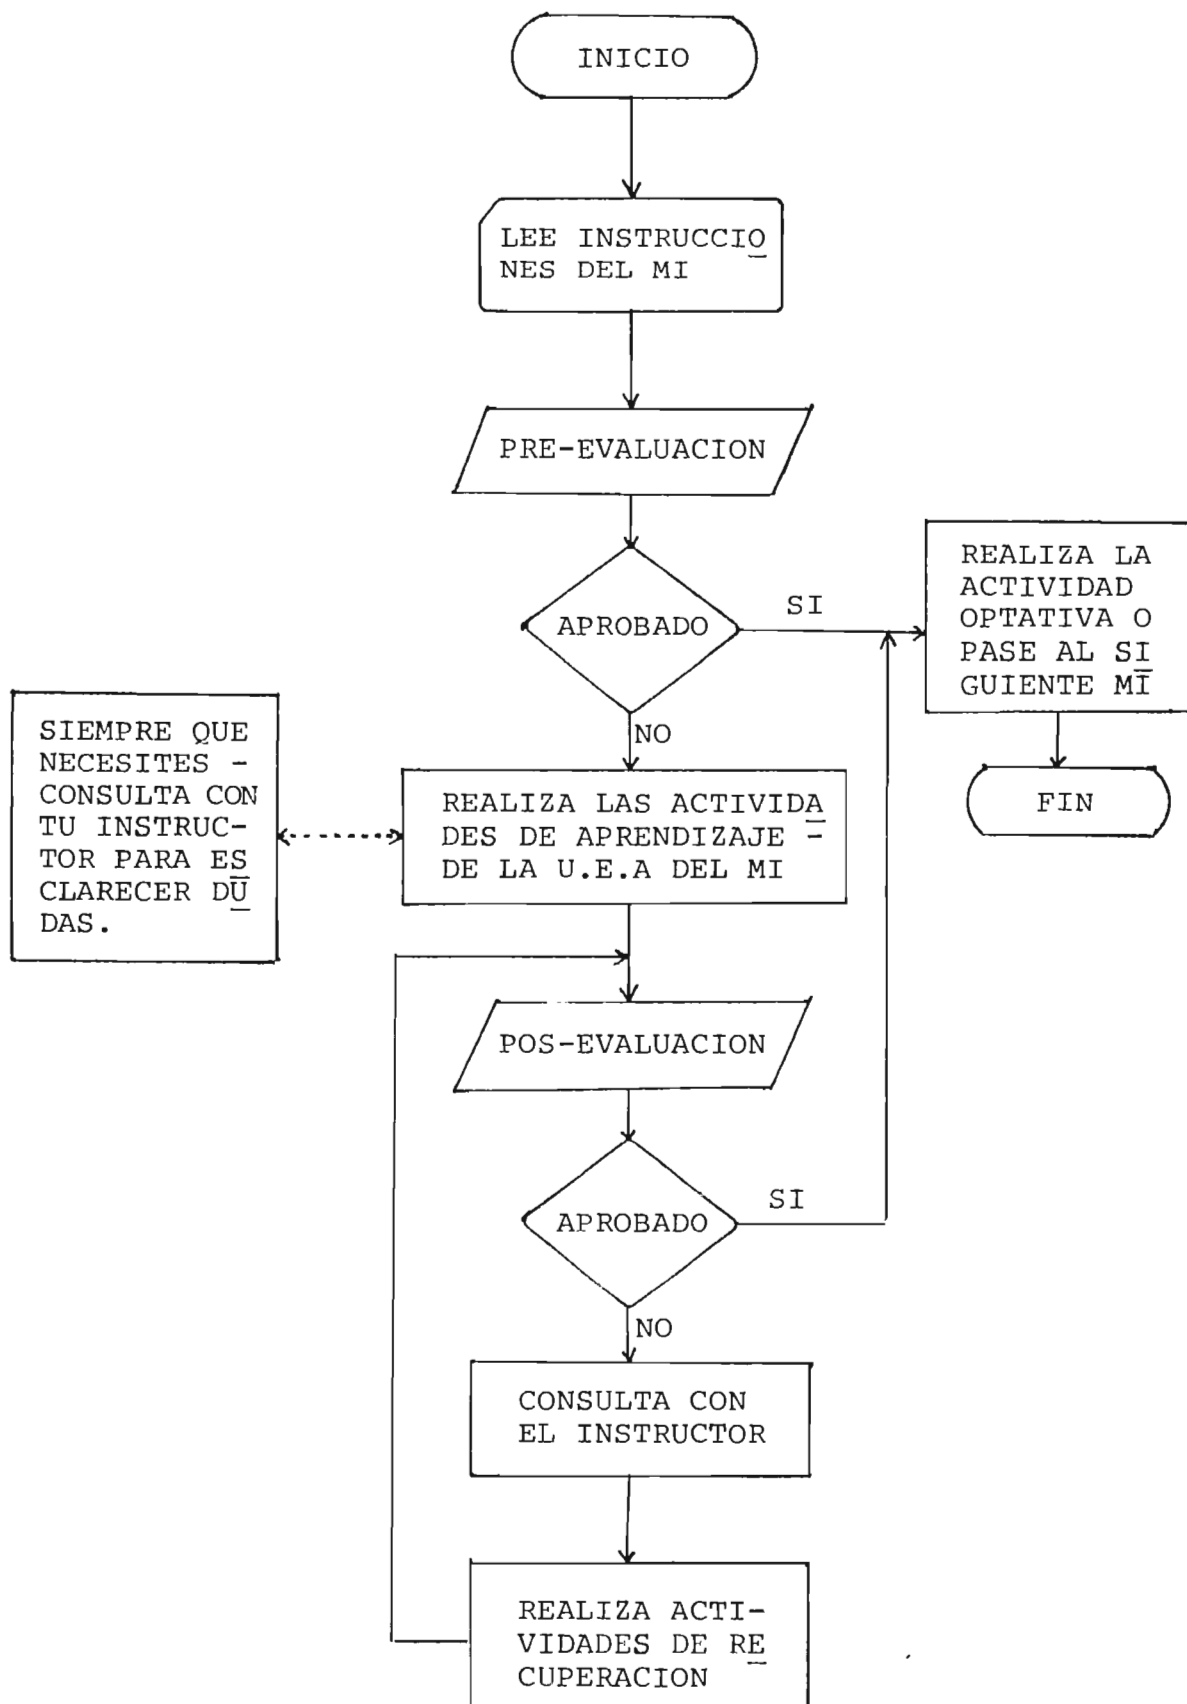 INICIO
LEE INSTRUCCIO
NES DEL MI
PRE-EVALUACION
APROBADO
SI
REALIZA LA
ACTIVIDAD
OPTATIVA O
PASE AL SI
GUIENTE MI
FIN
NO
SIEMPRE QUE
NECESITES -
CONSULTA CON
TU INSTRUC-
TOR PARA ES
CLARECER DU
DAS.
REALIZA LAS ACTIVIDA
DES DE APRENDIZAJE -
DE LA U.E.A DEL MI
POS-EVALUACION
APROBADO
SI
NO
CONSULTA CON
EL INSTRUCTOR
REALIZA ACTI-
VIDADES DE RE
CUPERACION